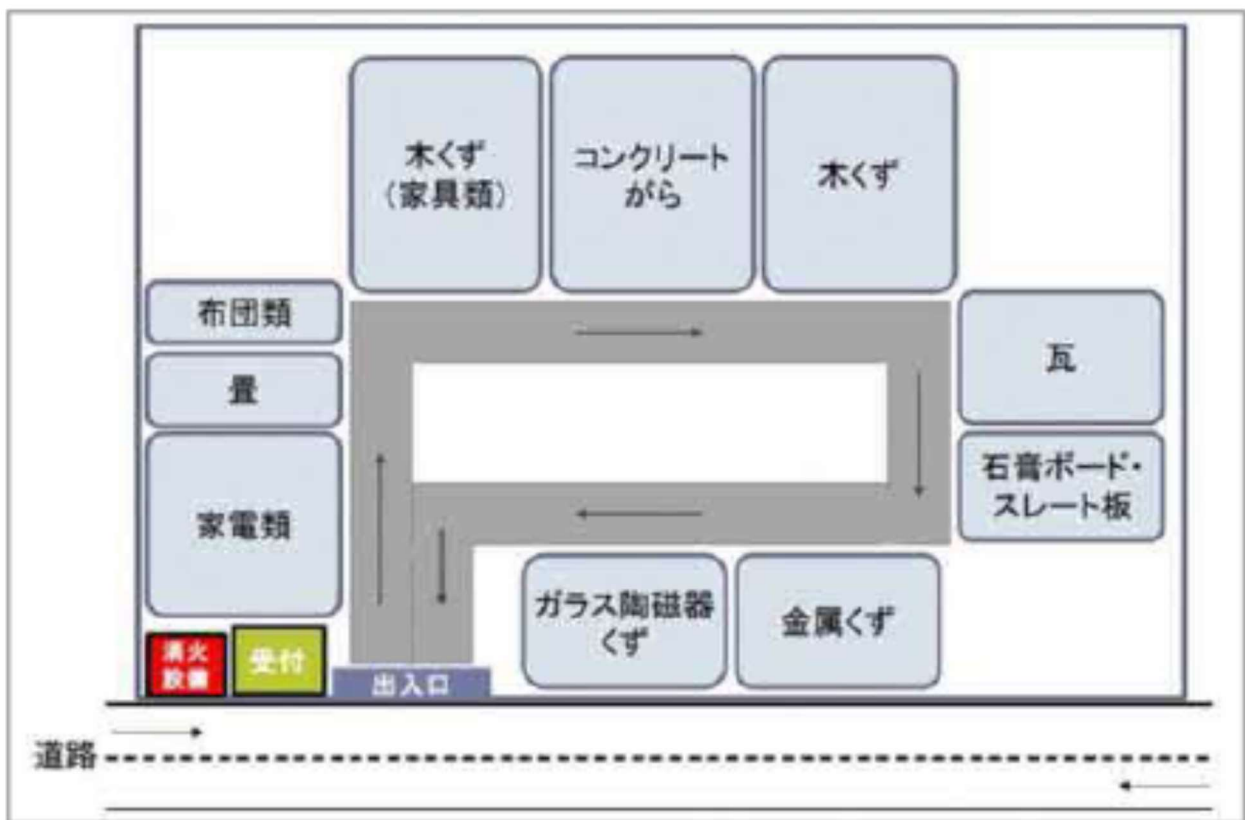 木くず
(家具類)
コンクリート
がら
木くず
布団類
畳
家電類
瓦
石膏ボード・
スレート板
ガラス陶磁器
くず
金属くず
消火
設備
受付
出入口
道路